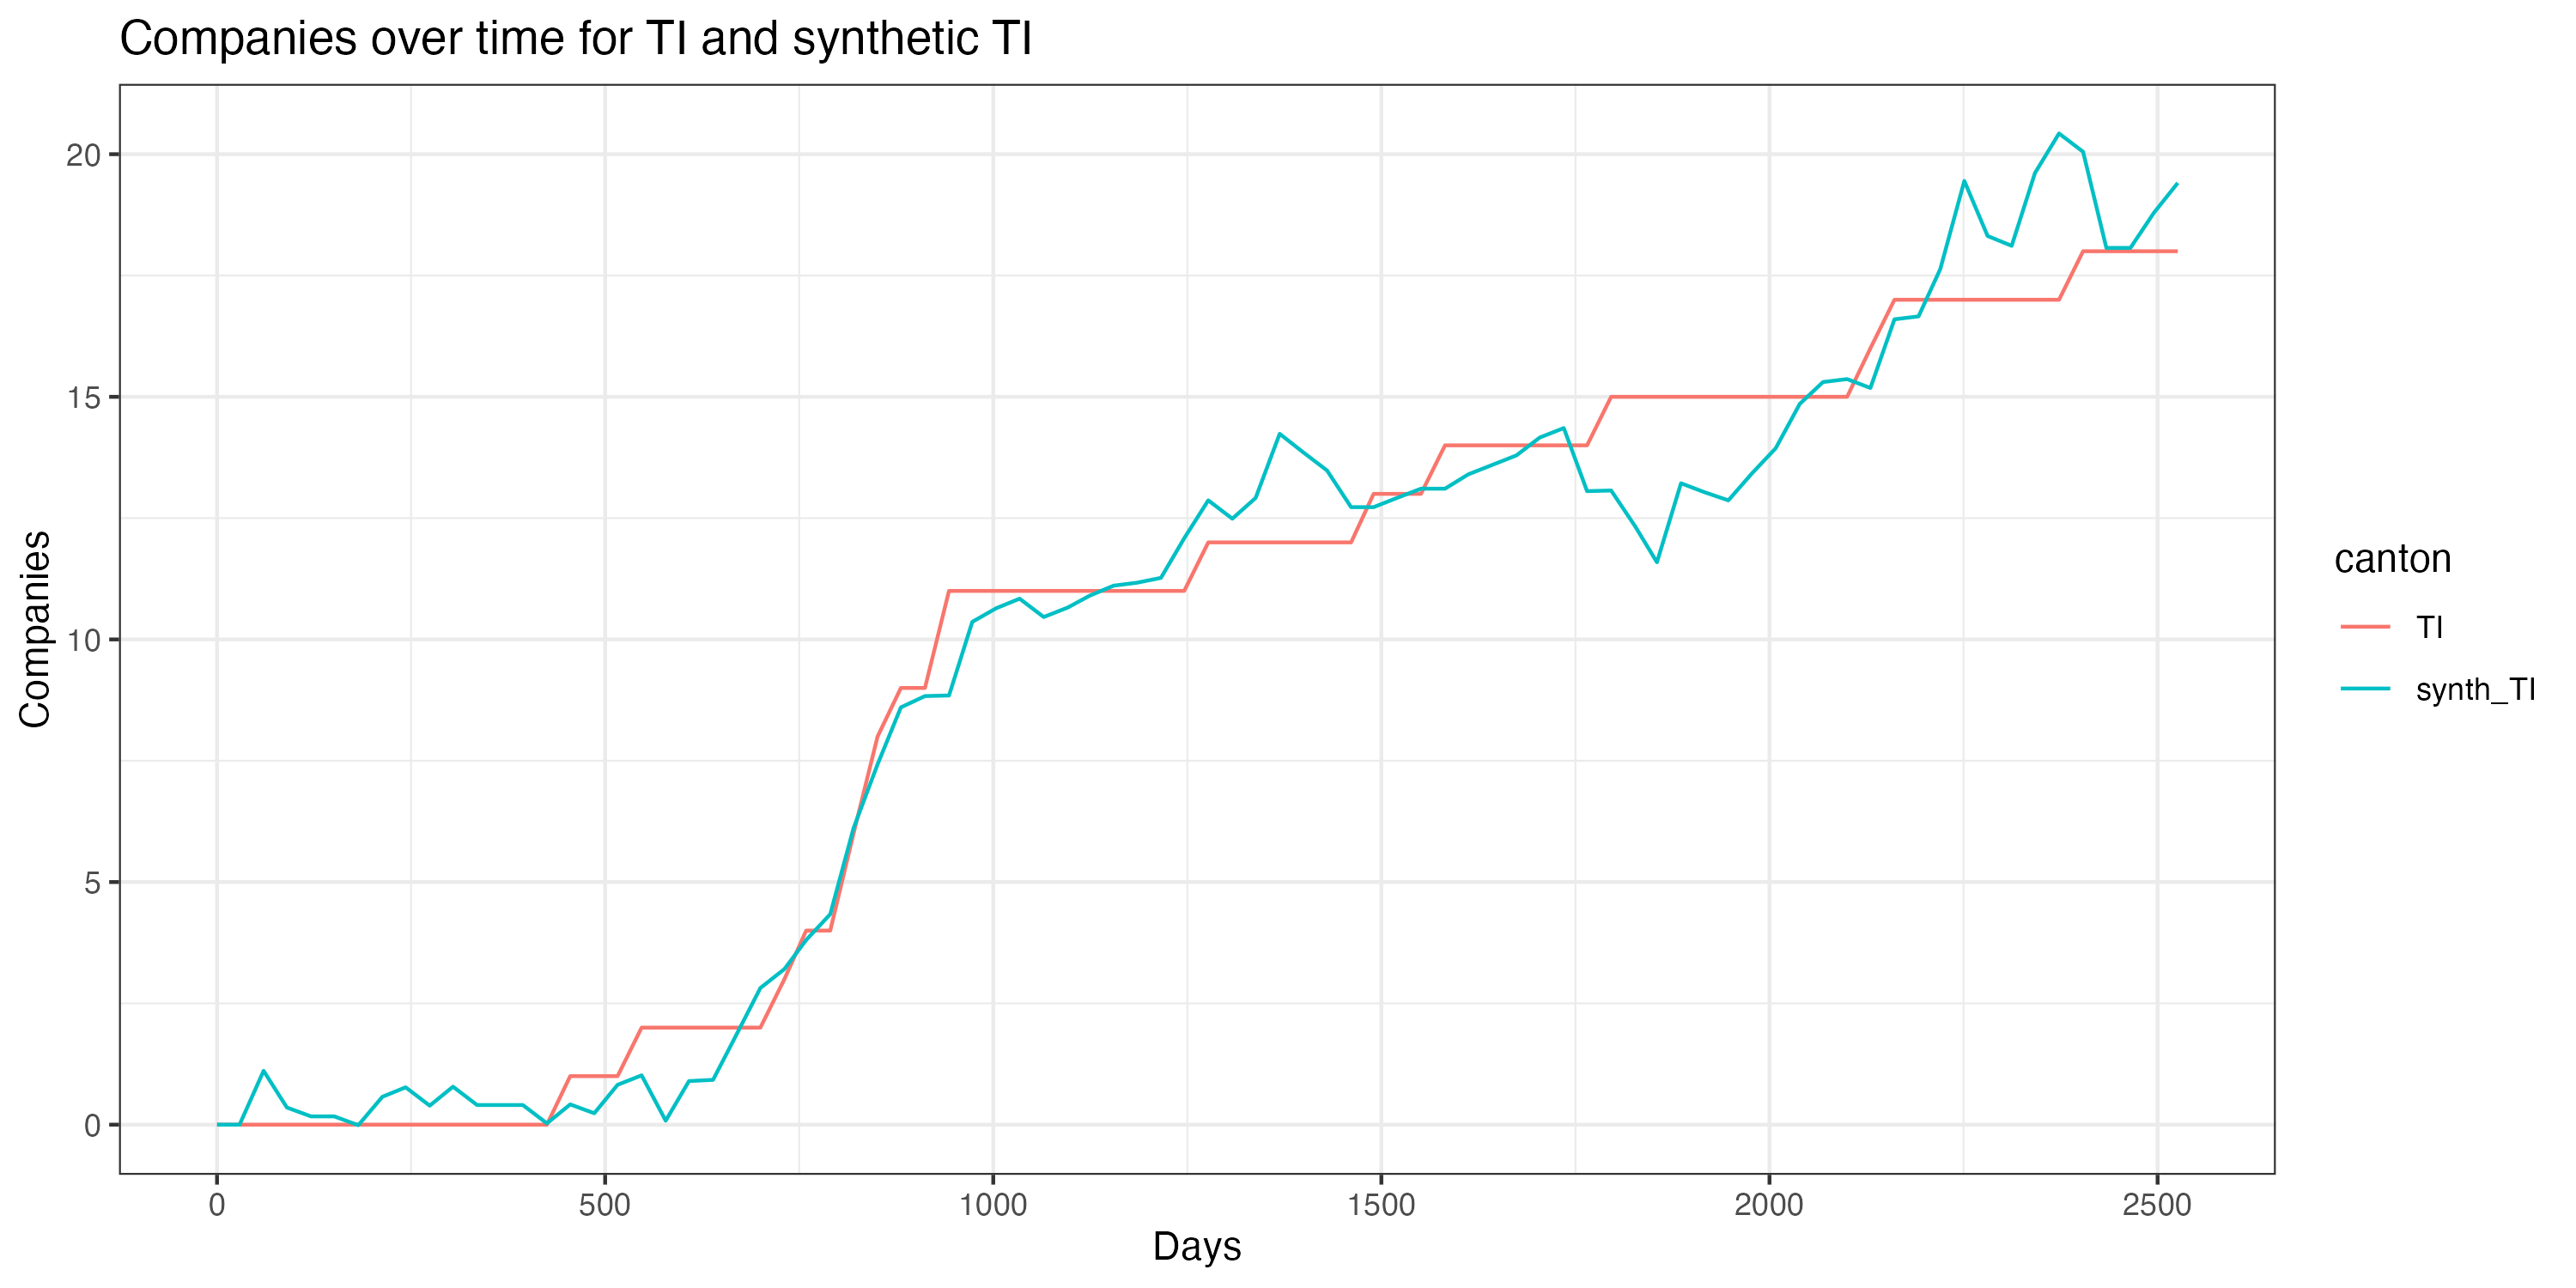 Companies over time for TI and synthetic TI
Companies
20
15
10
5
0
0 500 1000 1500 2000 2500
Days
canton
TI
synth_TI